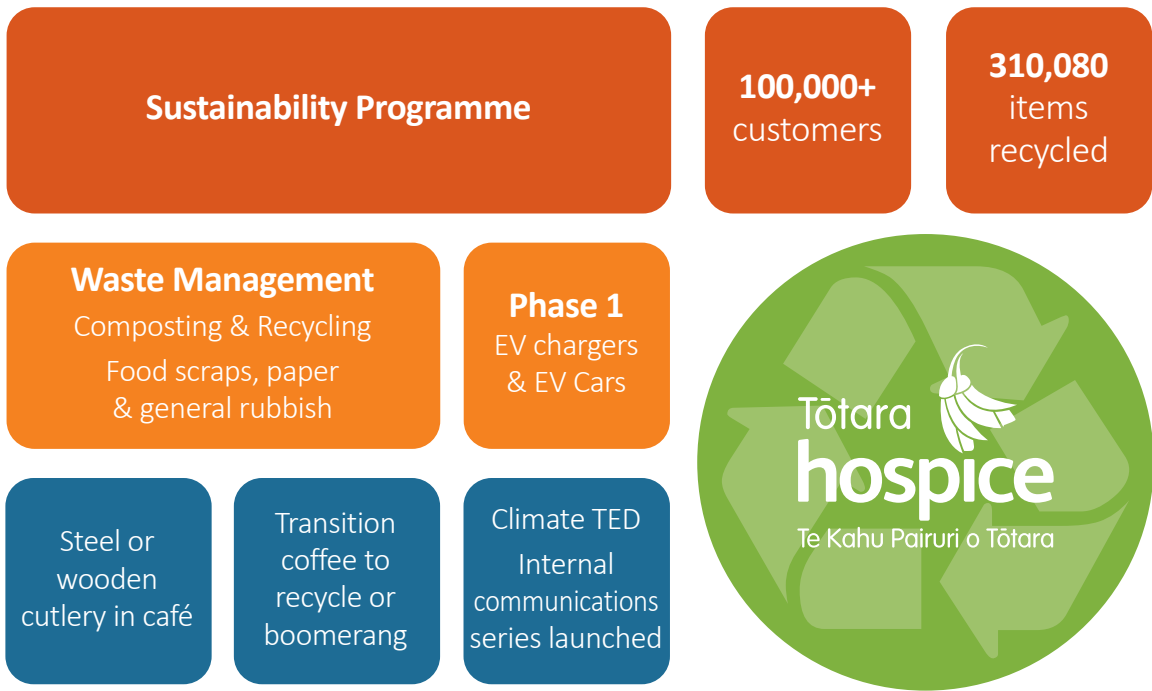 Sustainability Programme
100,000+
customers
310,080
items
recycled
Waste Management
Composting & Recycling
Food scraps, paper
& general rubbish
Phase 1
EV chargers
& EV Cars
Tōtara
hospice
Te Kahu Pairuri o Tōtara
Steel or
wooden
cutlery in café
Transition
coffee to
recycle or
boomerang
Climate TED
Internal
communications
series launched